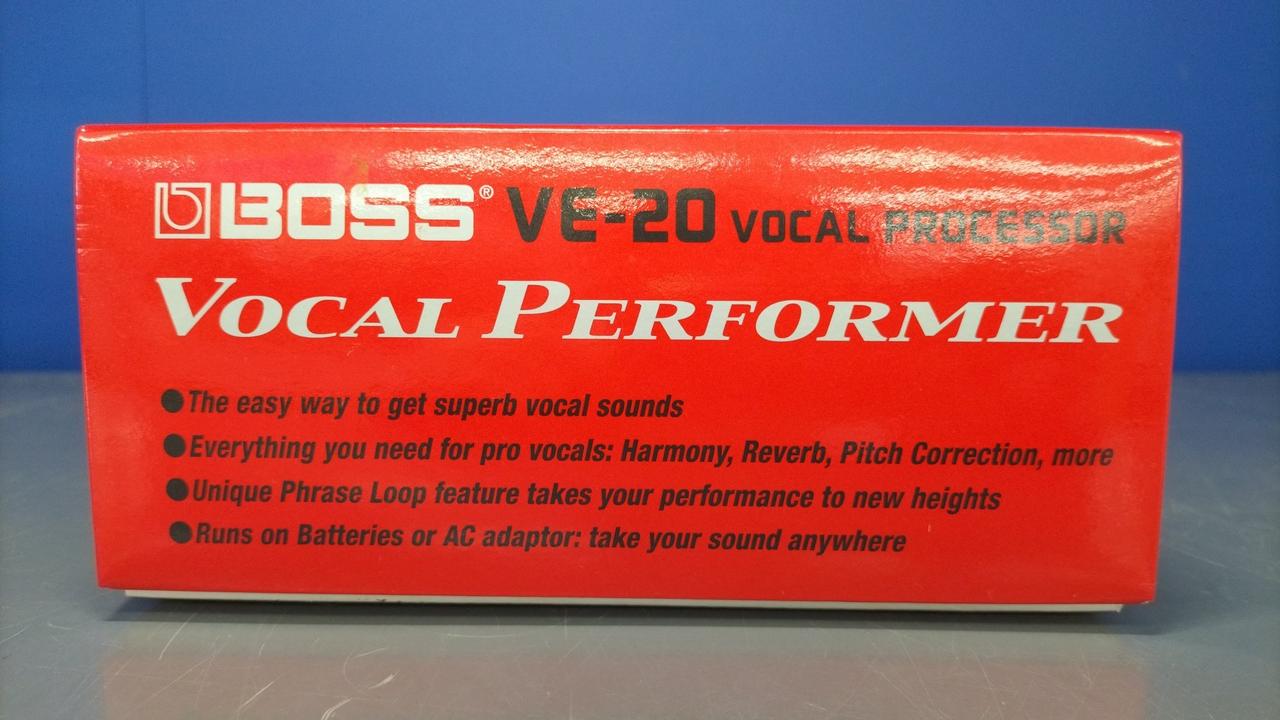 BOSS® VE-20 VOCAL PROCESSOR
VOCAL PERFORMER
●The easy way to get superb vocal sounds
●Everything you need for pro vocals: Harmony, Reverb, Pitch Correction, more
●Unique Phrase Loop feature takes your performance to new heights
●Runs on Batteries or AC adaptor: take your sound anywhere